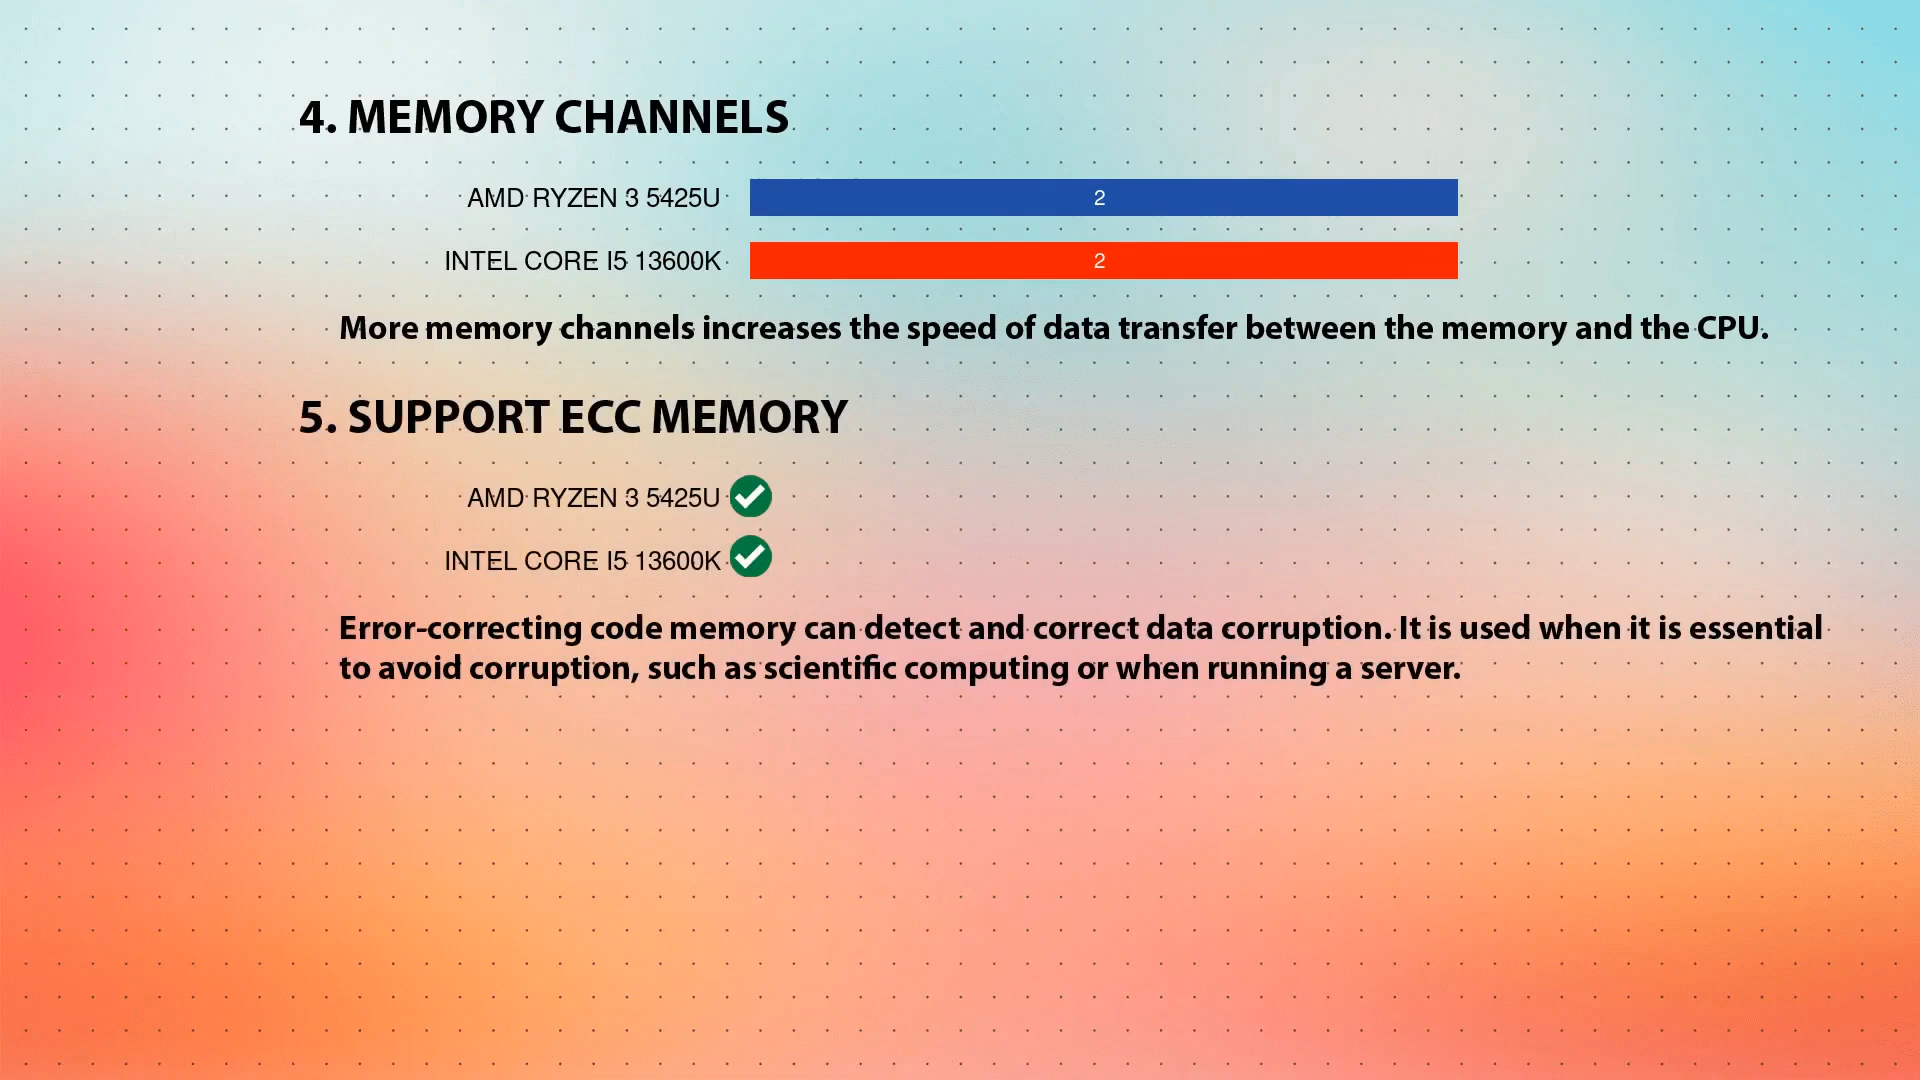 4. MEMORY CHANNELS
AMD RYZEN 3 5425U
2
INTEL CORE I5 13600K
2
More memory channels increases the speed of data transfer between the memory and the CPU.
5. SUPPORT ECC MEMORY
AMD RYZEN 3 5425U
INTEL CORE I5 13600K
Error-correcting code memory can detect and correct data corruption. It is used when it is essential
to avoid corruption, such as scientific computing or when running a server.